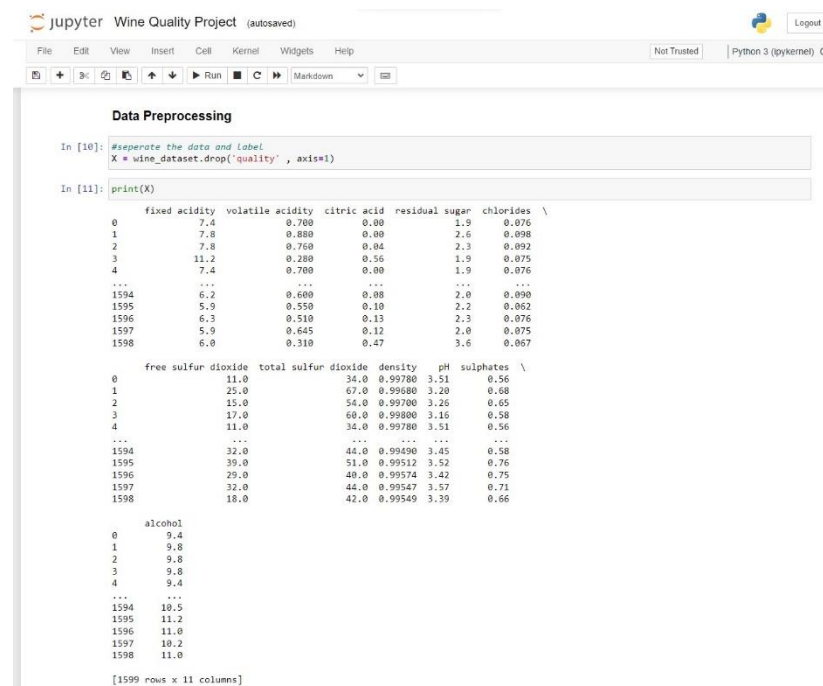 jupyter Wine Quality Project (autosaved)
Logout
File Edit View Insert Cell Kernel Widgets Help
Not Trusted
Python 3 (ipykernel)
Run
Markdown
Data Preprocessing
In [10]: #seperate the data and label
X = wine_dataset.drop('quality' , axis=1)
In [11]: print(X)
fixed acidity volatile acidity citric acid residual sugar chlorides \
0 7.4 0.700 0.00 1.9 0.076
1 7.8 0.880 0.00 2.6 0.098
2 7.8 0.760 0.04 2.3 0.092
3 11.2 0.280 0.56 1.9 0.075
4 7.4 0.700 0.00 1.9 0.076
... ... ... ... ... ...
1594 6.2 0.600 0.08 2.0 0.090
1595 5.9 0.550 0.10 2.2 0.062
1596 6.3 0.510 0.13 2.3 0.076
1597 5.9 0.645 0.12 2.0 0.075
1598 6.0 0.310 0.47 3.6 0.067
free sulfur dioxide total sulfur dioxide density pH sulphates \
0 11.0 34.0 0.99780 3.51 0.56
1 25.0 67.0 0.99680 3.20 0.68
2 15.0 54.0 0.99700 3.26 0.65
3 17.0 60.0 0.99800 3.16 0.58
4 11.0 34.0 0.99780 3.51 0.56
... ... ... ... ... ...
1594 32.0 44.0 0.99490 3.45 0.58
1595 39.0 51.0 0.99512 3.52 0.76
1596 29.0 40.0 0.99574 3.42 0.75
1597 32.0 44.0 0.99547 3.57 0.71
1598 18.0 42.0 0.99549 3.39 0.66
alcohol
0 9.4
1 9.8
2 9.8
3 9.8
4 9.4
... ...
1594 10.5
1595 11.2
1596 11.0
1597 10.2
1598 11.0
[1599 rows x 11 columns]